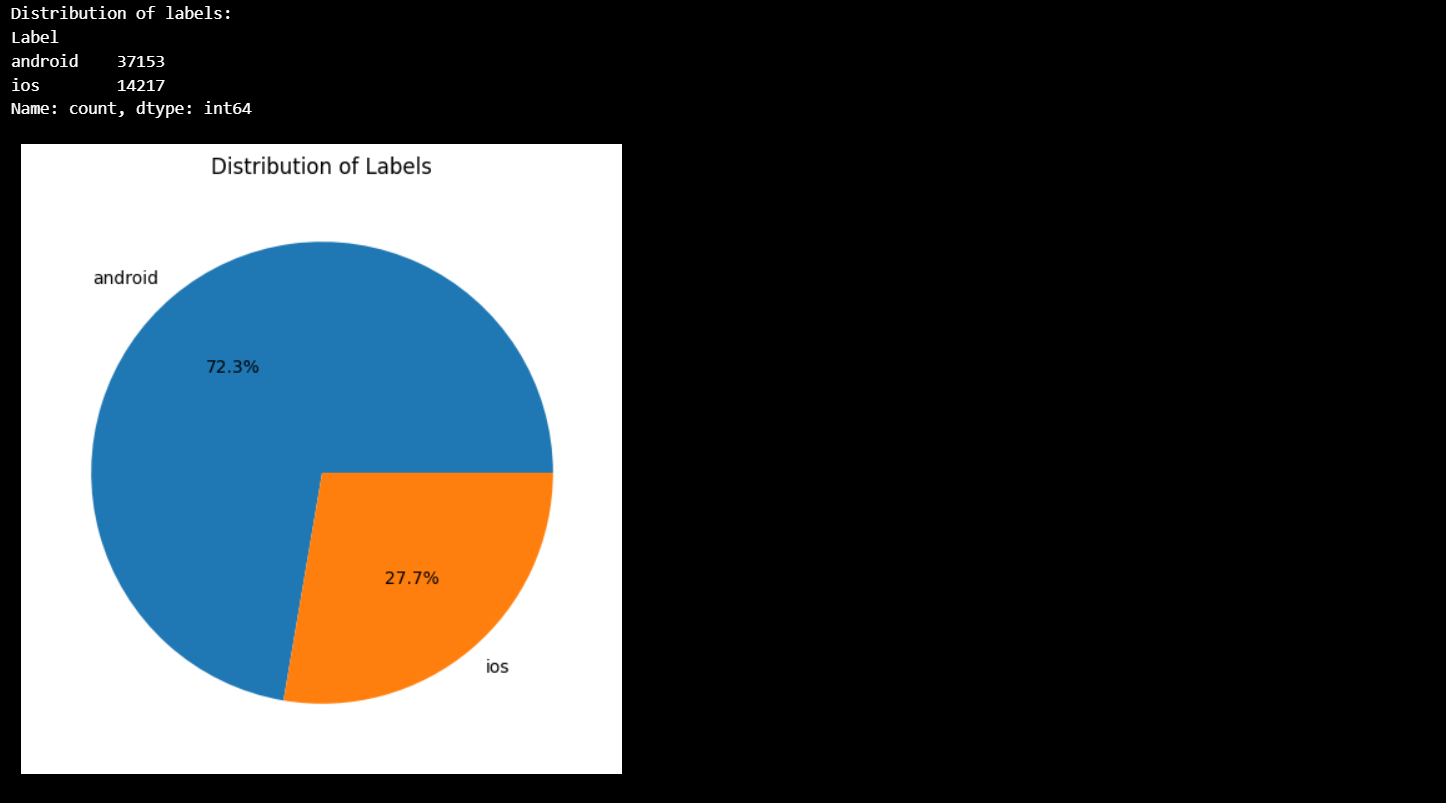 Distribution of labels:
Label
android    37153
ios        14217
Name: count, dtype: int64
Distribution of Labels
android
72.3%
27.7%
ios